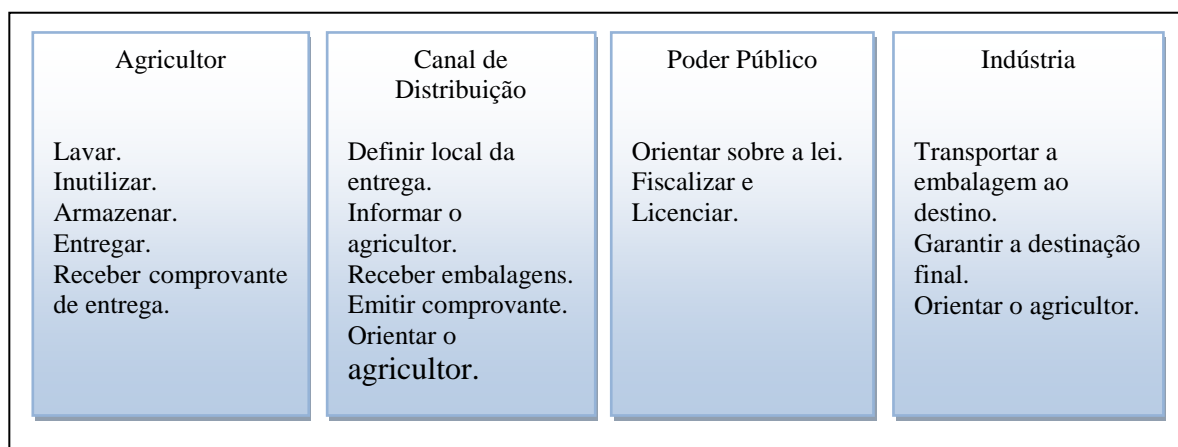 Agricultor
Lavar.
Inutilizar.
Armazenar.
Entregar.
Receber comprovante
de entrega.
Canal de
Distribuição
Definir local da
entrega.
Informar o
agricultor.
Receber embalagens.
Emitir comprovante.
Orientar o
agricultor.
Poder Público
Orientar sobre a lei.
Fiscalizar e
Licenciar.
Indústria
Transportar a
embalagem ao
destino.
Garantir a destinação
final.
Orientar o agricultor.